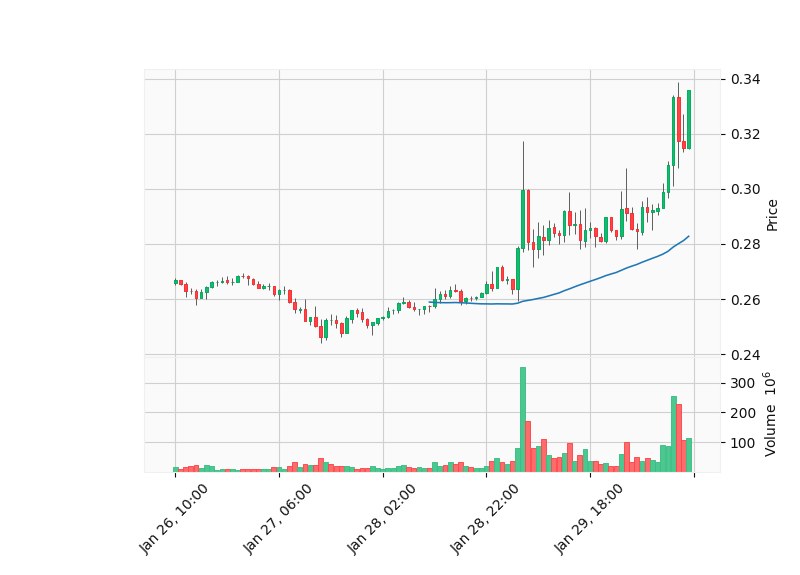 0.34
0.32
0.30
0.28
0.26
0.24
Price
300
200
100
Volume 10^6
Jan 26, 10:00
Jan 27, 06:00
Jan 28, 02:00
Jan 28, 22:00
Jan 29, 18:00